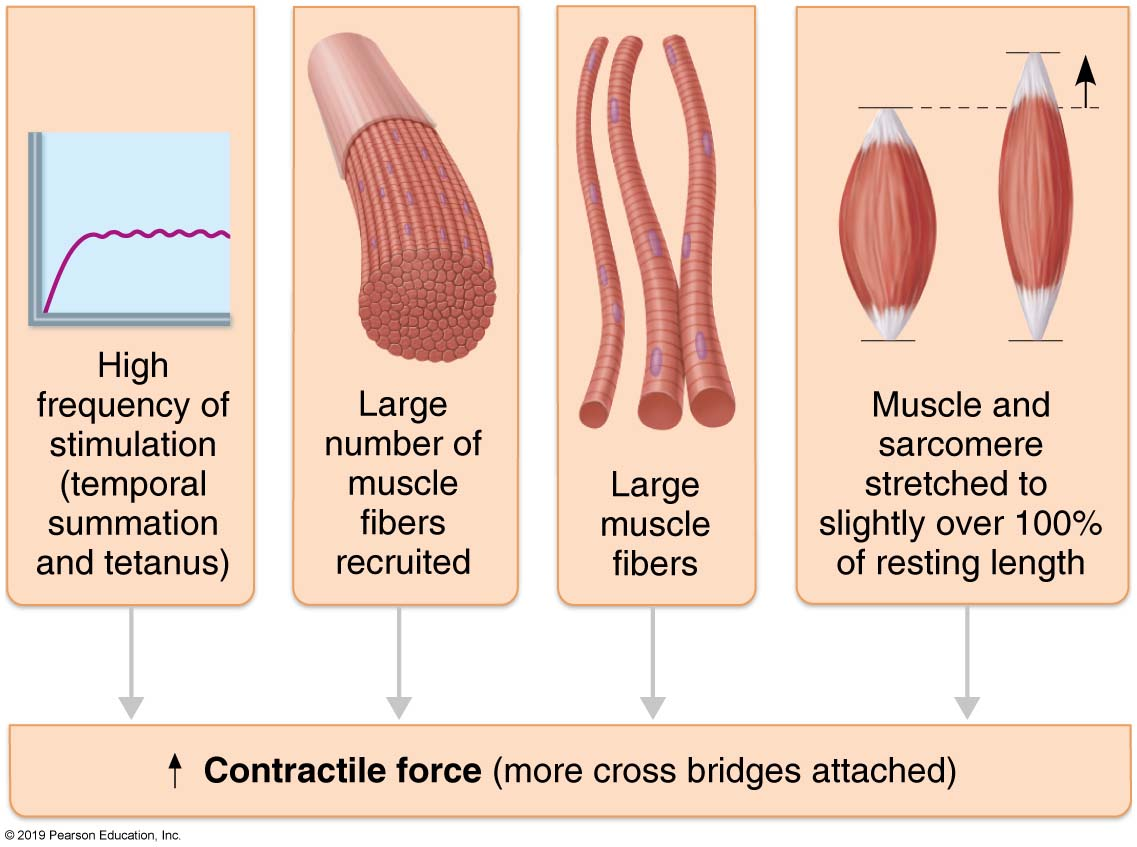 High
frequency of
stimulation
(temporal
summation
and tetanus)
Large
number of
muscle
fibers
recruited
Large
muscle
fibers
Muscle and
sarcomere
stretched to
slightly over 100%
of resting length
↑ Contractile force (more cross bridges attached)
© 2019 Pearson Education, Inc.